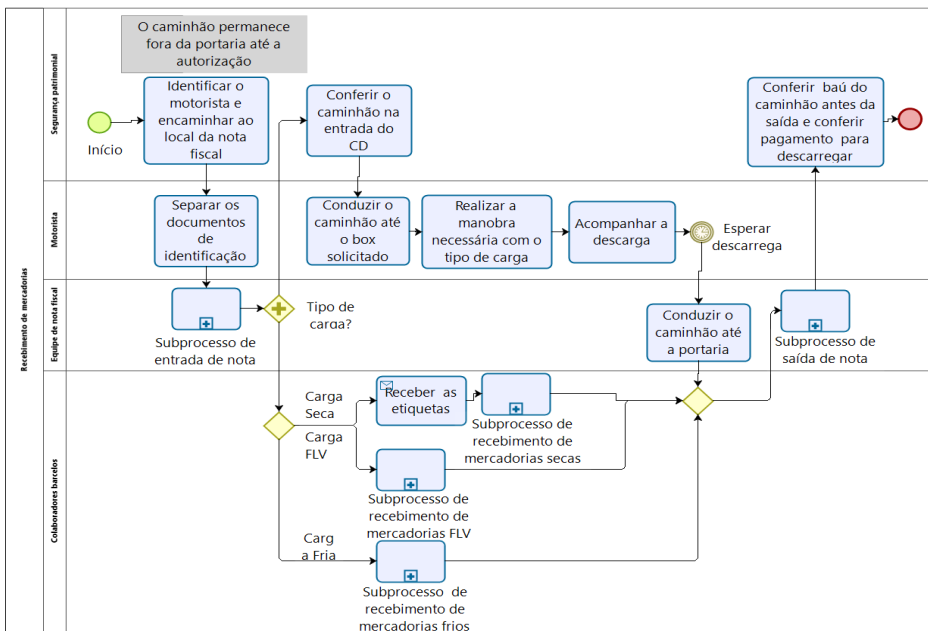 Recebimento de mercadorias
Segurança patrimonial
O caminhão permanece
fora da portaria até a
autorização
Início
Identificar o
motorista e
encaminhar ao
local da nota
fiscal
Conferir o
caminhão na
entrada do
CD
Conferir baú do
caminhão antes da
saída e conferir
pagamento para
descarregar
Motorista
Separar os
documentos
de
identificação
Conduzir o
caminhão até
o box
solicitado
Realizar a
manobra
necessária com o
tipo de carga
Acompanhar a
descarga
Esperar
descarrega
Equipe de nota fiscal
Subprocesso de
entrada de nota
Tipo de
carga?
Conduzir o
caminhão até
a portaria
Subprocesso de
saída de nota
Colaboradores barcelos
Carga
Seca
Receber as
etiquetas
Subprocesso de
recebimento de
mercadorias secas
Carga
FLV
Subprocesso de
recebimento de
mercadorias FLV
Carg
a Fria
Subprocesso de
recebimento de
mercadorias frios